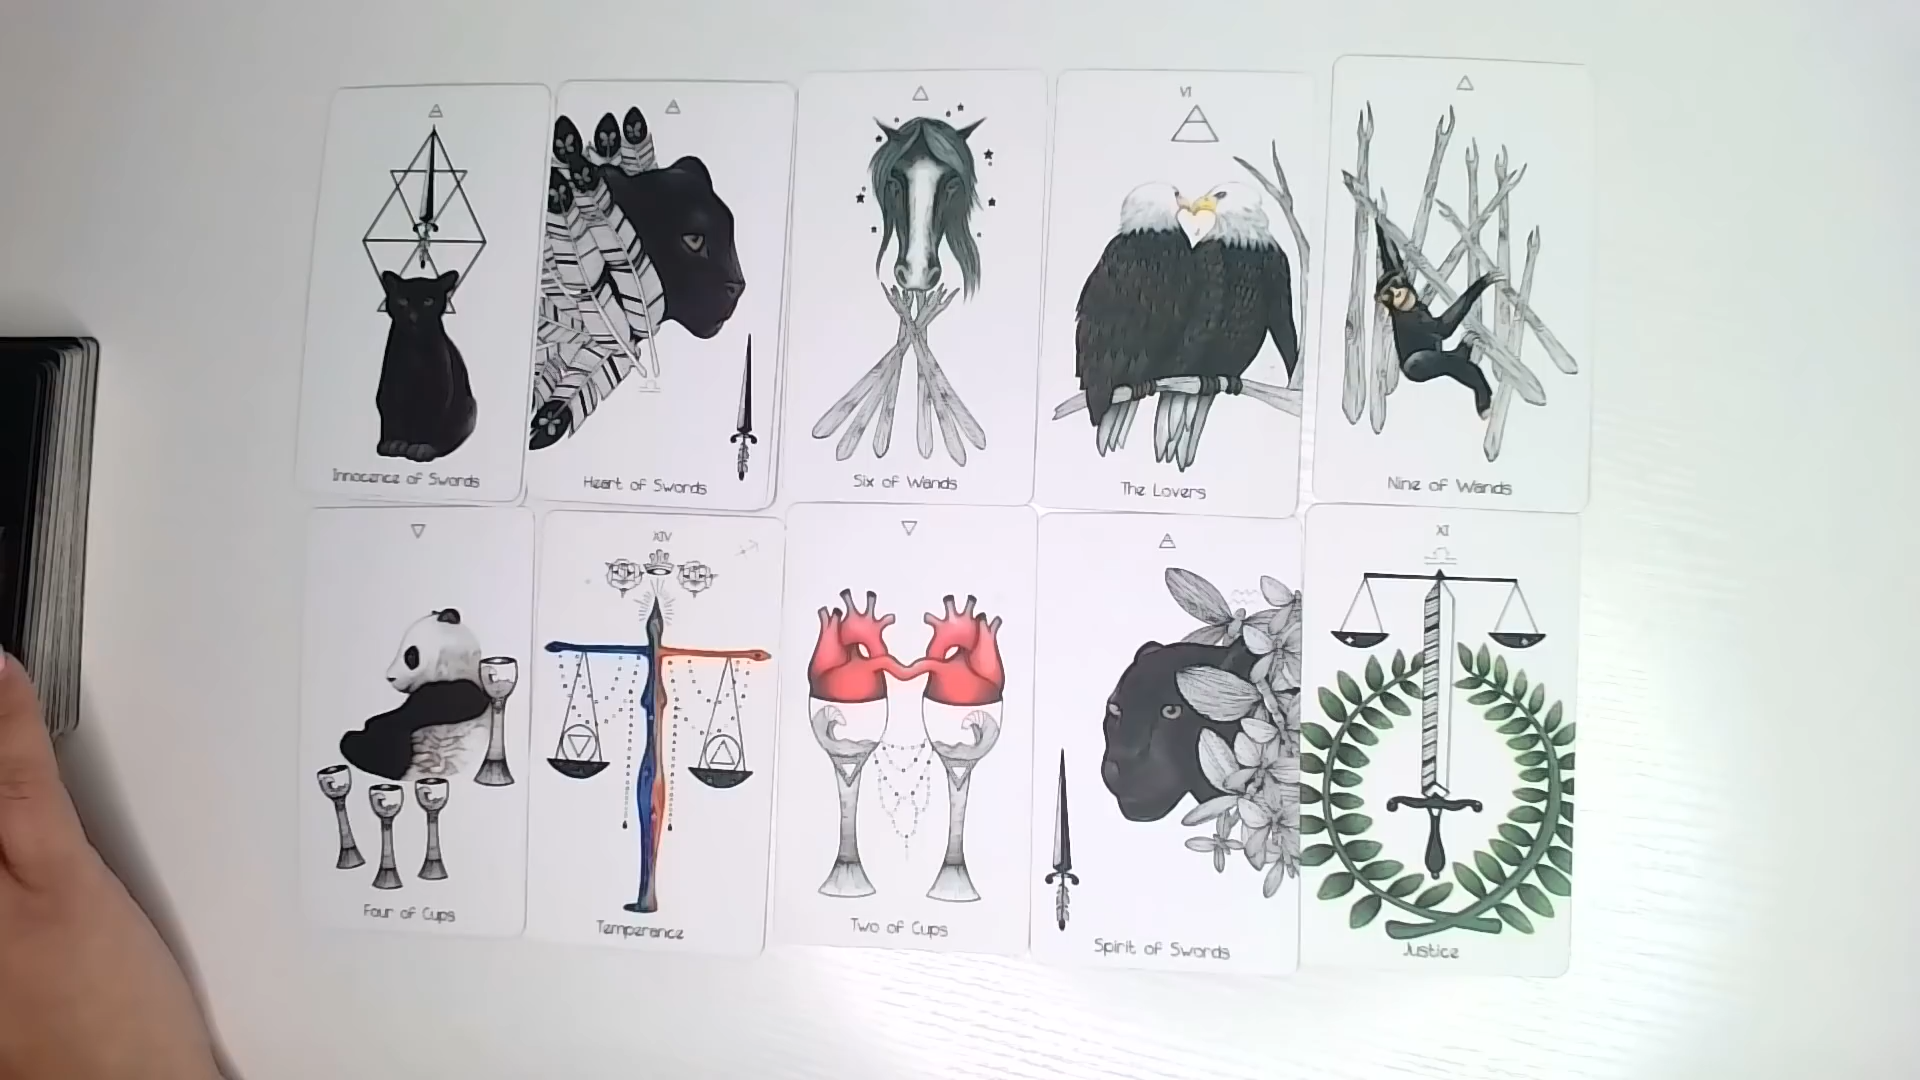 Innocence of Swords
Heart of Swords
Six of Wands
VI
The Lovers
Nine of Wands
Four of Cups
XIV
Temperance
Two of Cups
Spirit of Swords
XI
Justice